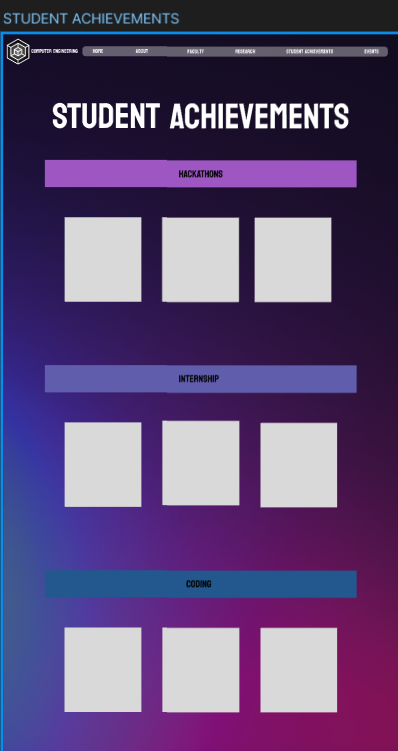 STUDENT ACHIEVEMENTS
COMPUTER ENGINEERING HOME ABOUT FACULTY RESEARCH STUDENT ACHIEVEMENTS EVENTS
STUDENT ACHIEVEMENTS
HACKATHONS
INTERNSHIP
CODING